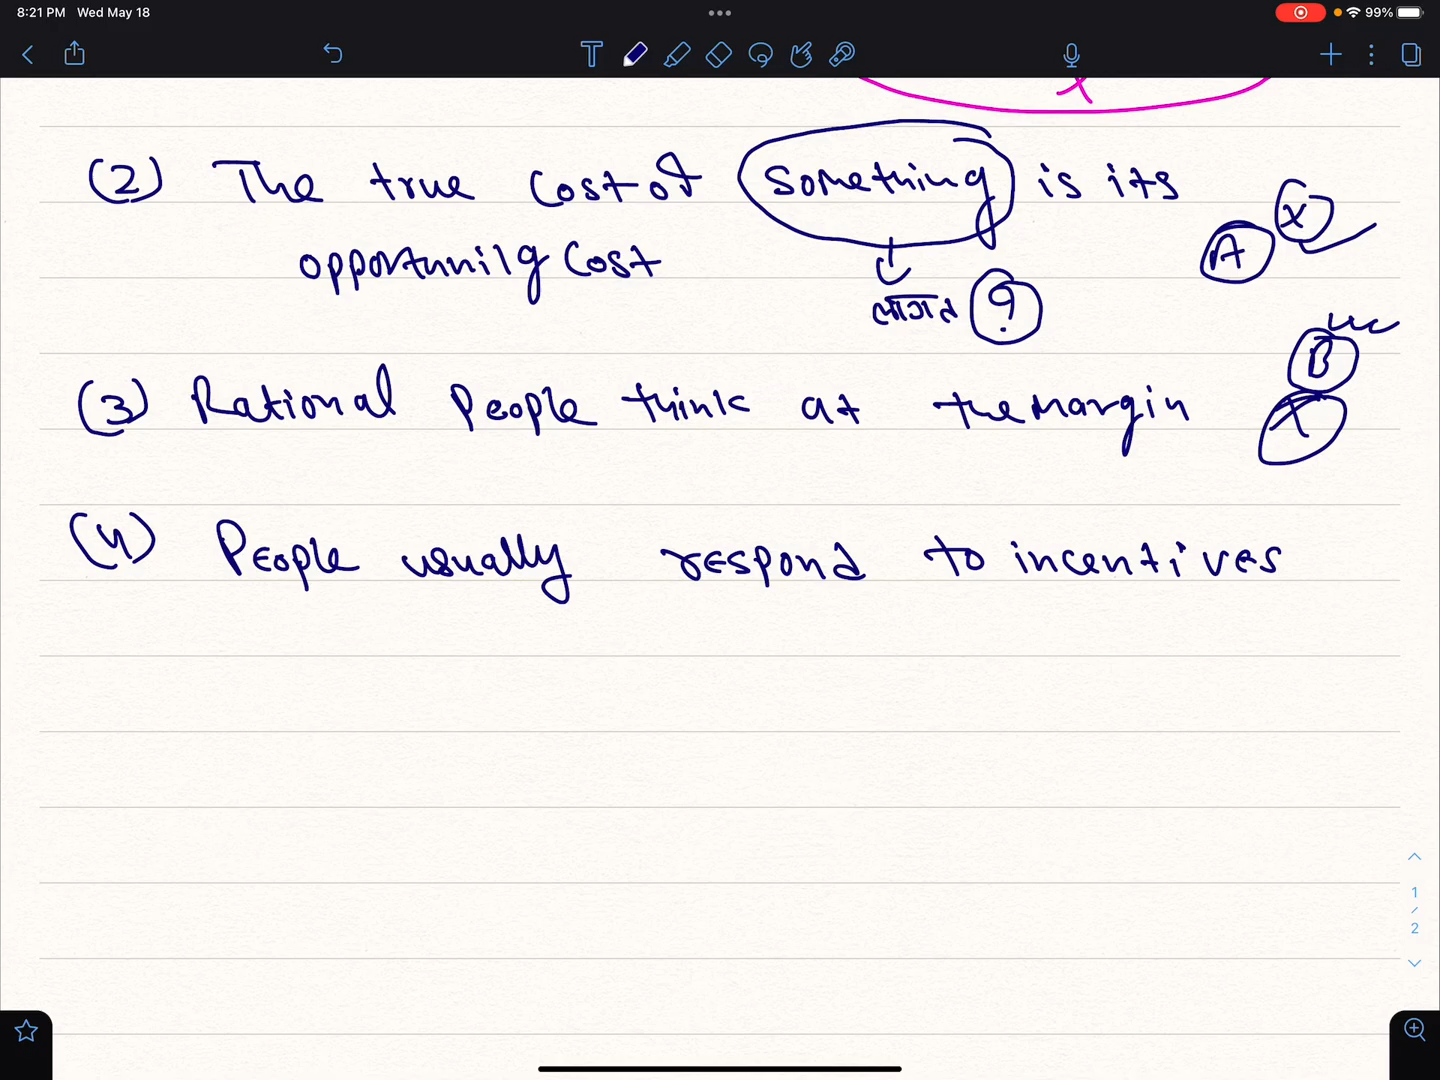 8:21 PM Wed May 18
99%
(2) The true cost of something is its
opportunity cost
?
A
X
B
X
(3) Rational People think at the Margin
(4) People usually respond to incentives
1
/
2